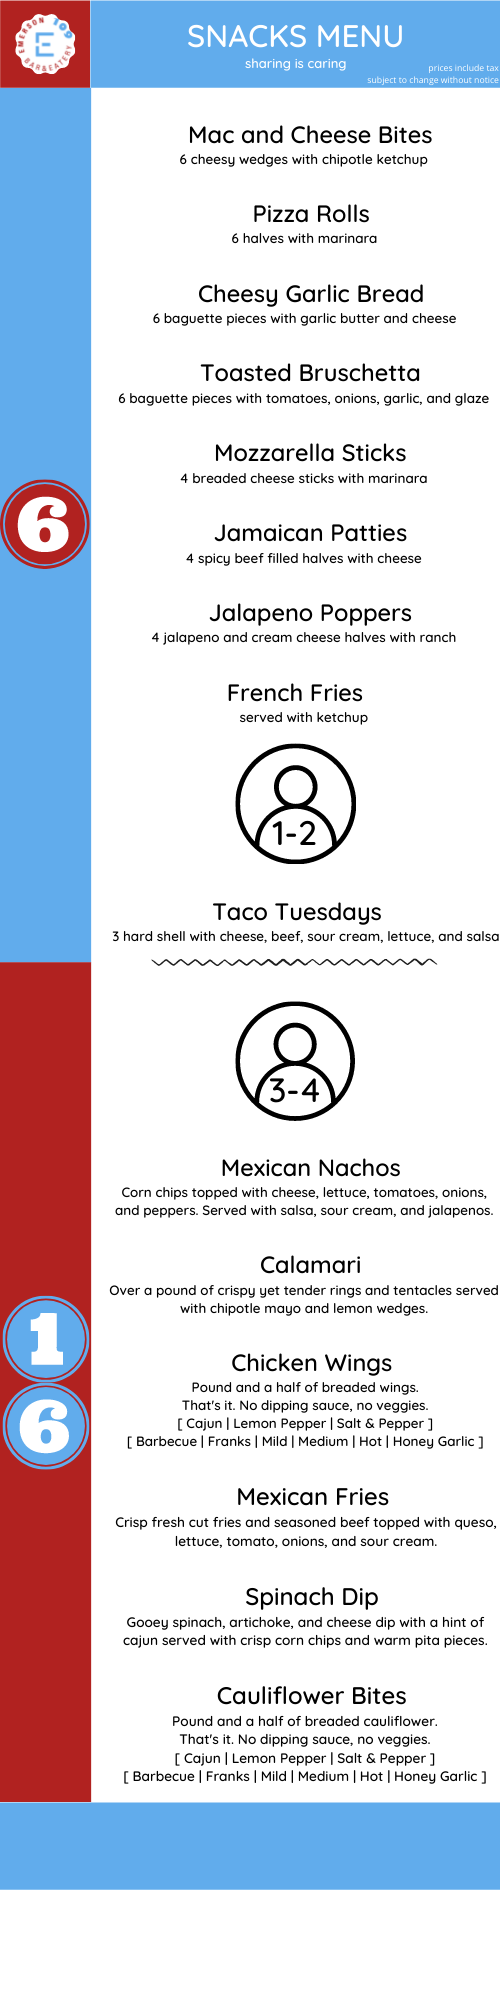 EMERSON 109
E
BAR & EATERY
SNACKS MENU
sharing is caring
prices include tax
subject to change without notice
Mac and Cheese Bites
6 cheesy wedges with chipotle ketchup
Pizza Rolls
6 halves with marinara
Cheesy Garlic Bread
6 baguette pieces with garlic butter and cheese
Toasted Bruschetta
6 baguette pieces with tomatoes, onions, garlic, and glaze
Mozzarella Sticks
4 breaded cheese sticks with marinara
6
Jamaican Patties
4 spicy beef filled halves with cheese
Jalapeno Poppers
4 jalapeno and cream cheese halves with ranch
French Fries
served with ketchup
1-2
Taco Tuesdays
3 hard shell with cheese, beef, sour cream, lettuce, and salsa
3-4
Mexican Nachos
Corn chips topped with cheese, lettuce, tomatoes, onions,
and peppers. Served with salsa, sour cream, and jalapenos.
Calamari
Over a pound of crispy yet tender rings and tentacles served
with chipotle mayo and lemon wedges.
1
6
Chicken Wings
Pound and a half of breaded wings.
That's it. No dipping sauce, no veggies.
[ Cajun | Lemon Pepper | Salt & Pepper ]
[ Barbecue | Franks | Mild | Medium | Hot | Honey Garlic ]
Mexican Fries
Crisp fresh cut fries and seasoned beef topped with queso,
lettuce, tomato, onions, and sour cream.
Spinach Dip
Gooey spinach, artichoke, and cheese dip with a hint of
cajun served with crisp corn chips and warm pita pieces.
Cauliflower Bites
Pound and a half of breaded cauliflower.
That's it. No dipping sauce, no veggies.
[ Cajun | Lemon Pepper | Salt & Pepper ]
[ Barbecue | Franks | Mild | Medium | Hot | Honey Garlic ]